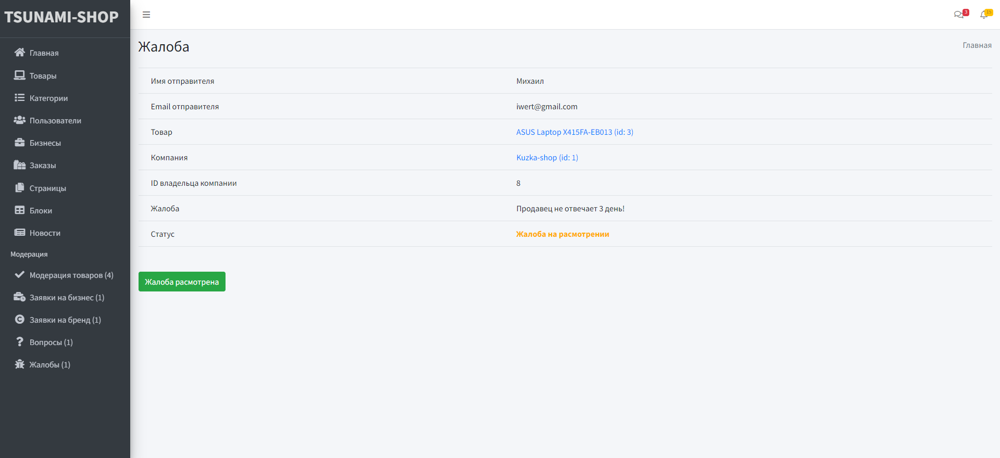 TSUNAMI-SHOP
3
15
Главная
Товары
Категории
Пользователи
Бизнесы
Заказы
Страницы
Блоки
Новости
Модерация
Модерация товаров (4)
Заявки на бизнес (1)
Заявки на бренд (1)
Вопросы (1)
Жалобы (1)
Жалоба
Главная
Имя отправителя Михаил
Email отправителя iwert@gmail.com
Товар ASUS Laptop X415FA-EB013 (id: 3)
Компания Kuzka-shop (id: 1)
ID владельца компании 8
Жалоба Продавец не отвечает 3 день!
Статус Жалоба на расмотрении
Жалоба расмотрена